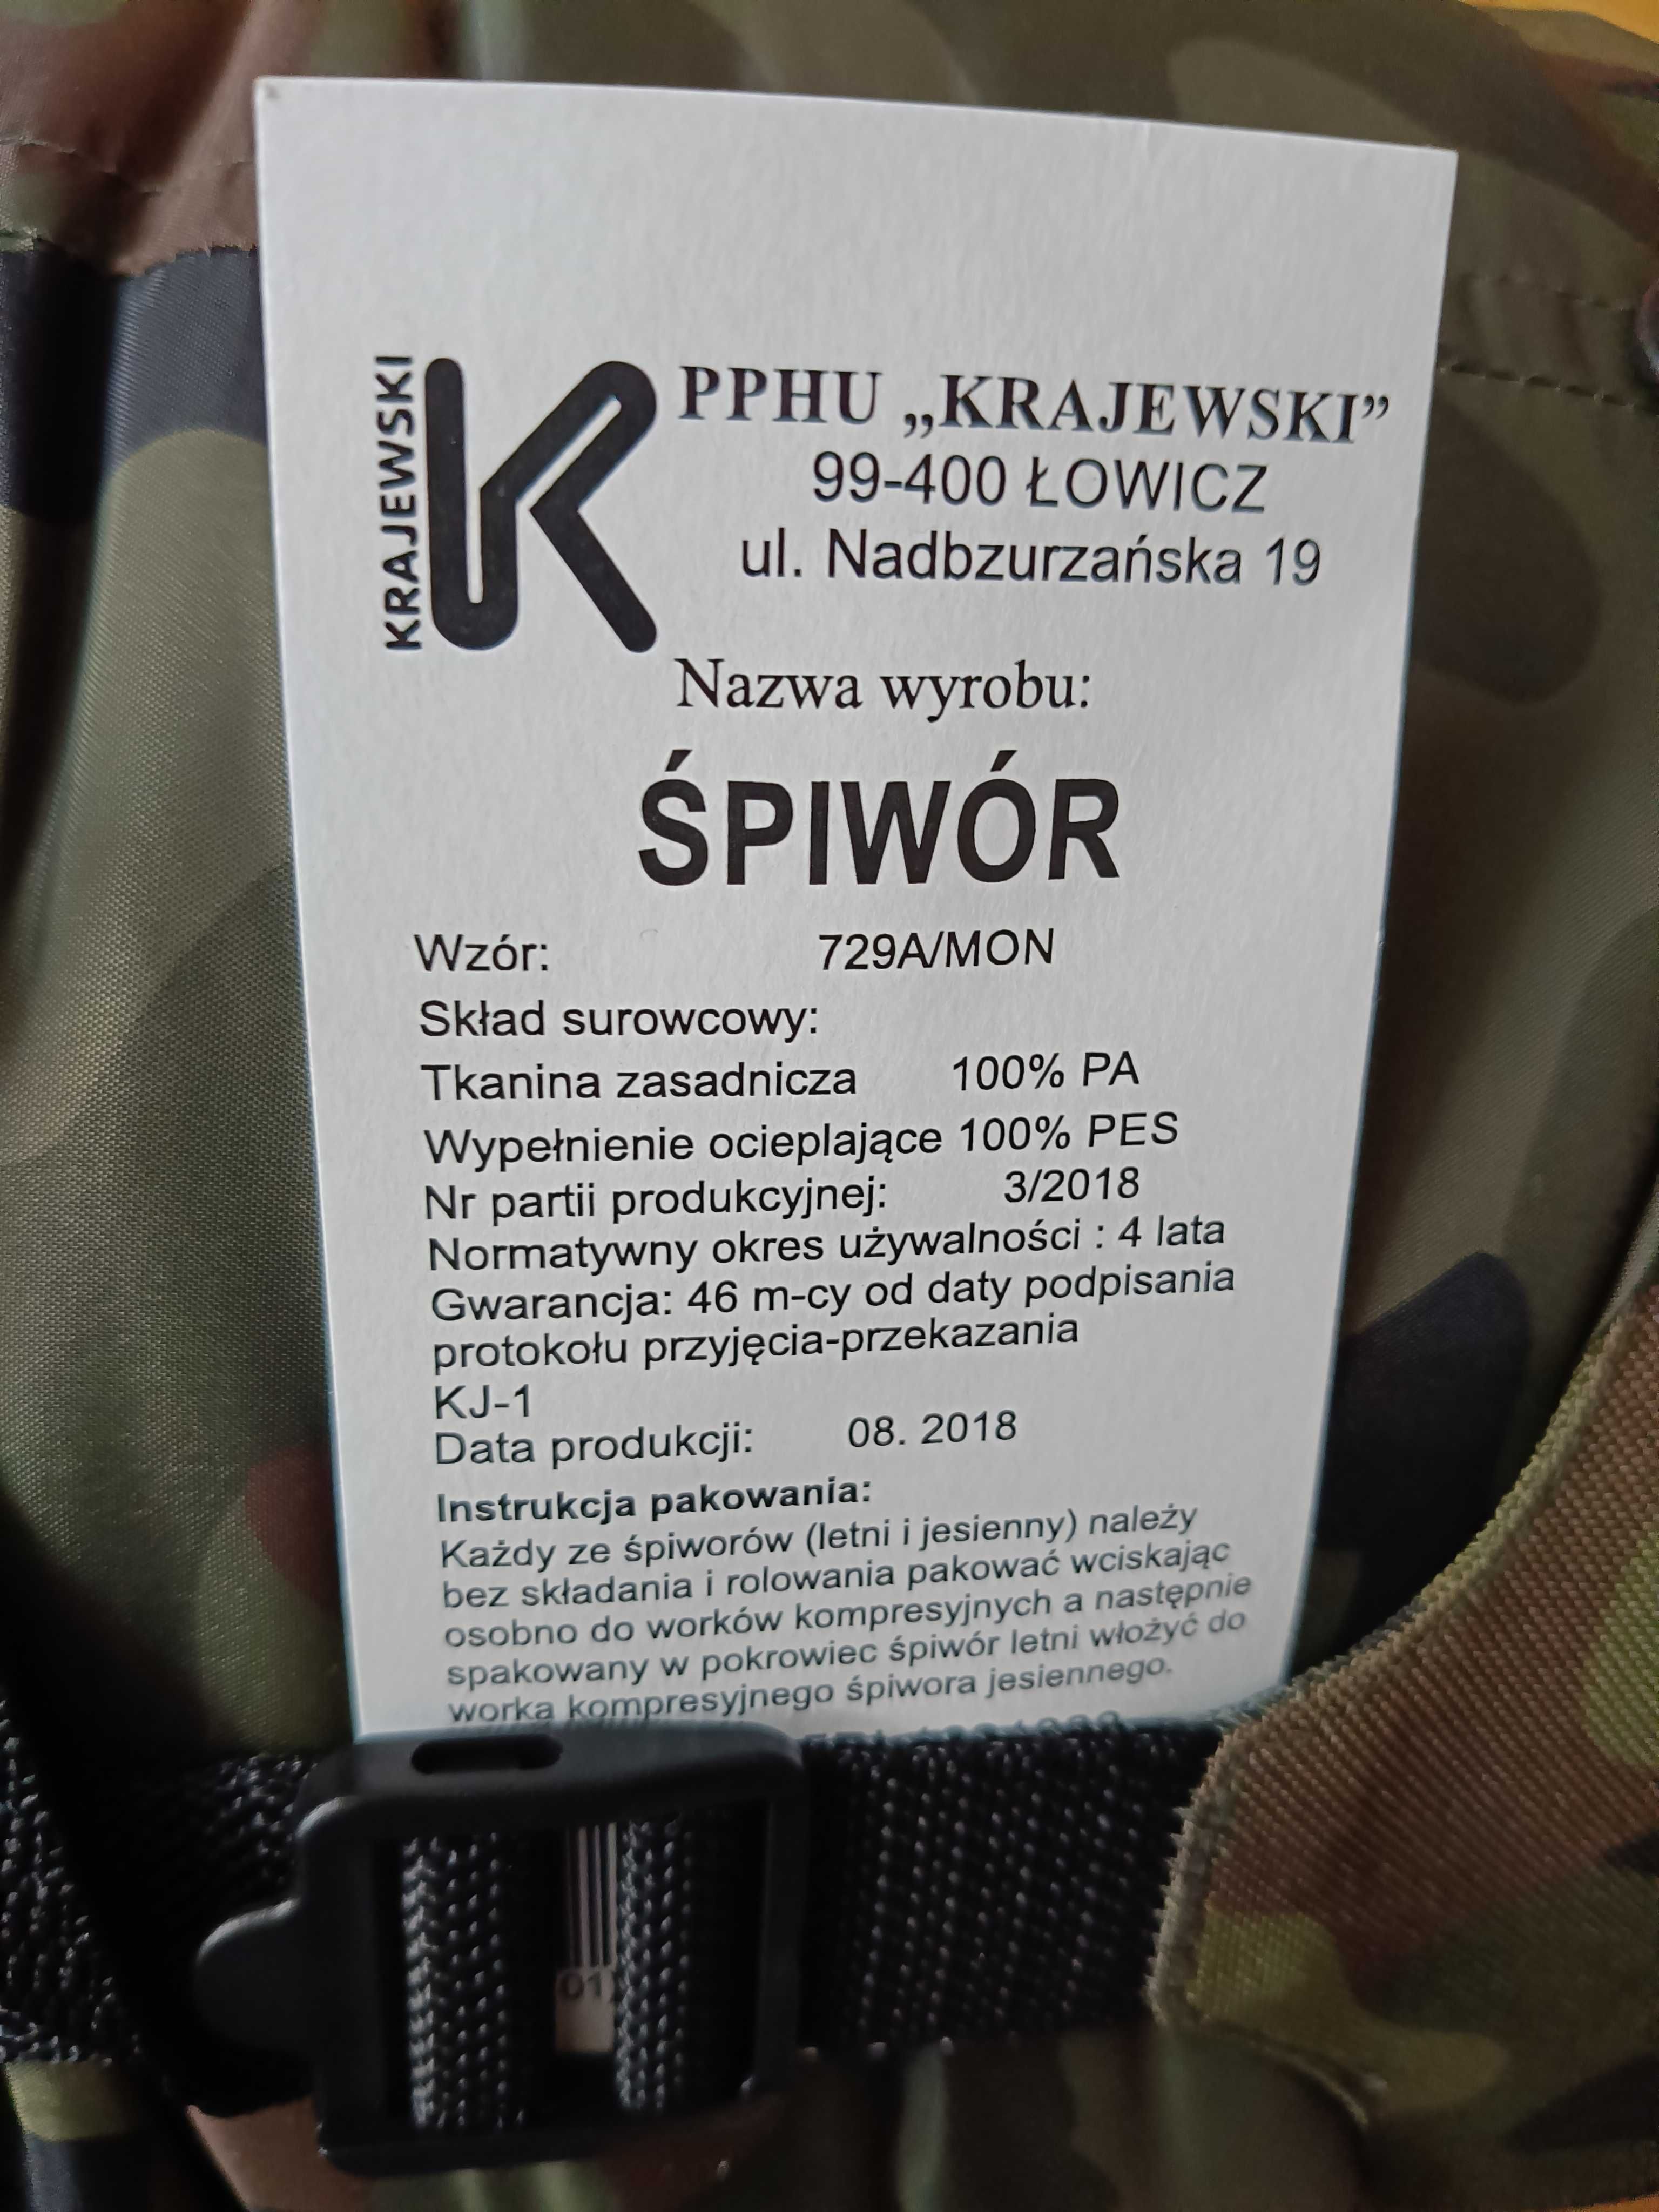 KRAJEWSKI
PPHU „KRAJEWSKI”
99-400 ŁOWICZ
ul. Nadbzurzańska 19
Nazwa wyrobu:
ŚPIWÓR
Wzór: 729A/MON
Skład surowcowy:
Tkanina zasadnicza 100% PA
Wypełnienie ocieplające 100% PES
Nr partii produkcyjnej: 3/2018
Normatywny okres używalności : 4 lata
Gwarancja: 46 m-cy od daty podpisania
protokołu przyjęcia-przekazania
KJ-1
Data produkcji: 08. 2018
Instrukcja pakowania:
Każdy ze śpiworów (letni i jesienny) należy
bez składania i rolowania pakować wciskając
osobno do worków kompresyjnych a następnie
spakowany w pokrowiec śpiwór letni włożyć do
worka kompresyjnego śpiwora jesiennego.
01)